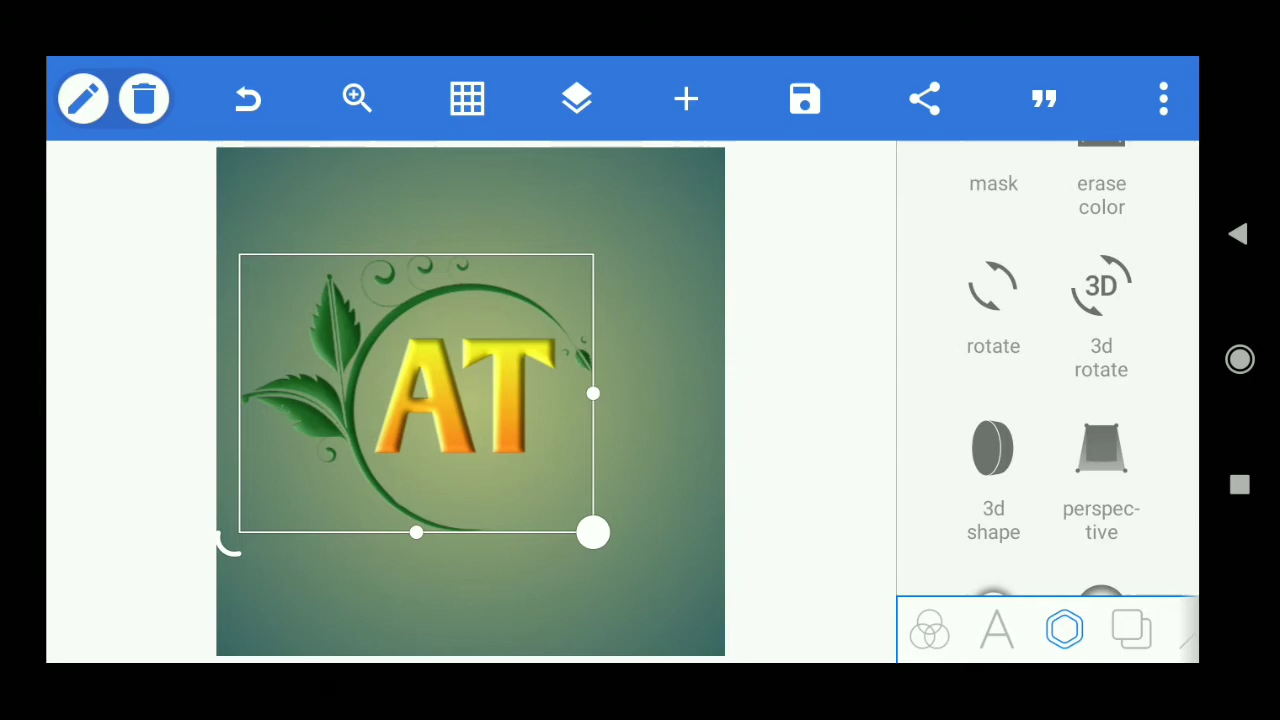 mask
erase
color
AT
3D
rotate
3d
rotate
3d
shape
perspec-
tive
A